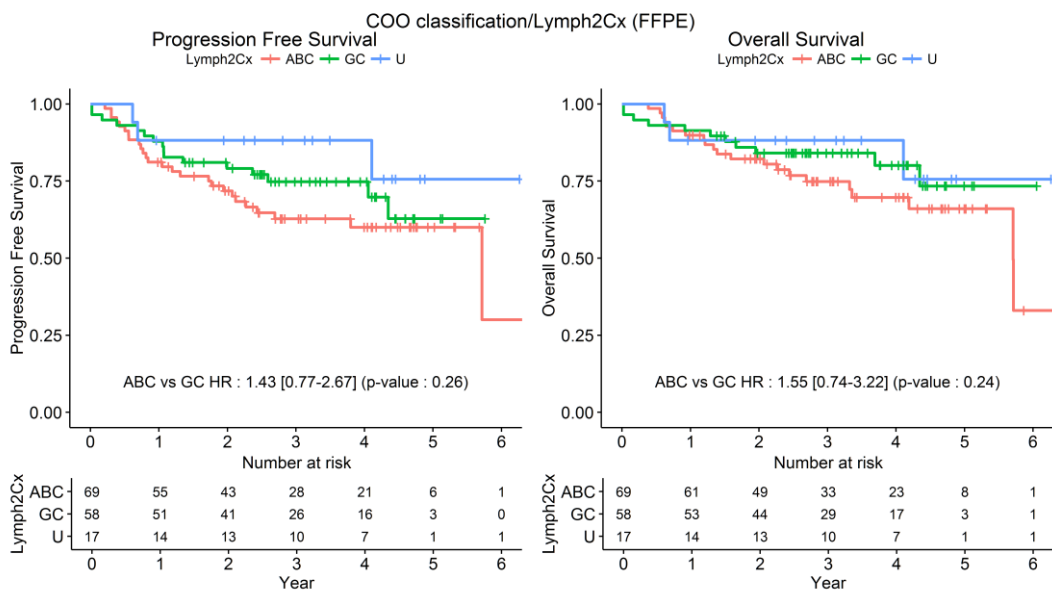 COO classification/Lymph2Cx (FFPE)
Progression Free Survival
Lymph2Cx ABC GC U
1.00
0.75
0.50
0.25
0.00
Progression Free Survival
ABC vs GC HR : 1.43 [0.77-2.67] (p-value : 0.26)
0 1 2 3 4 5 6
Number at risk
Lymph2Cx
ABC 69 55 43 28 21 6 1
GC 58 51 41 26 16 3 0
U 17 14 13 10 7 1 1
0 1 2 3 4 5 6
Year
Overall Survival
Lymph2Cx ABC GC U
1.00
0.75
0.50
0.25
0.00
Overall Survival
ABC vs GC HR : 1.55 [0.74-3.22] (p-value : 0.24)
0 1 2 3 4 5 6
Number at risk
Lymph2Cx
ABC 69 61 49 33 23 8 1
GC 58 53 44 29 17 3 1
U 17 14 13 10 7 1 1
0 1 2 3 4 5 6
Year